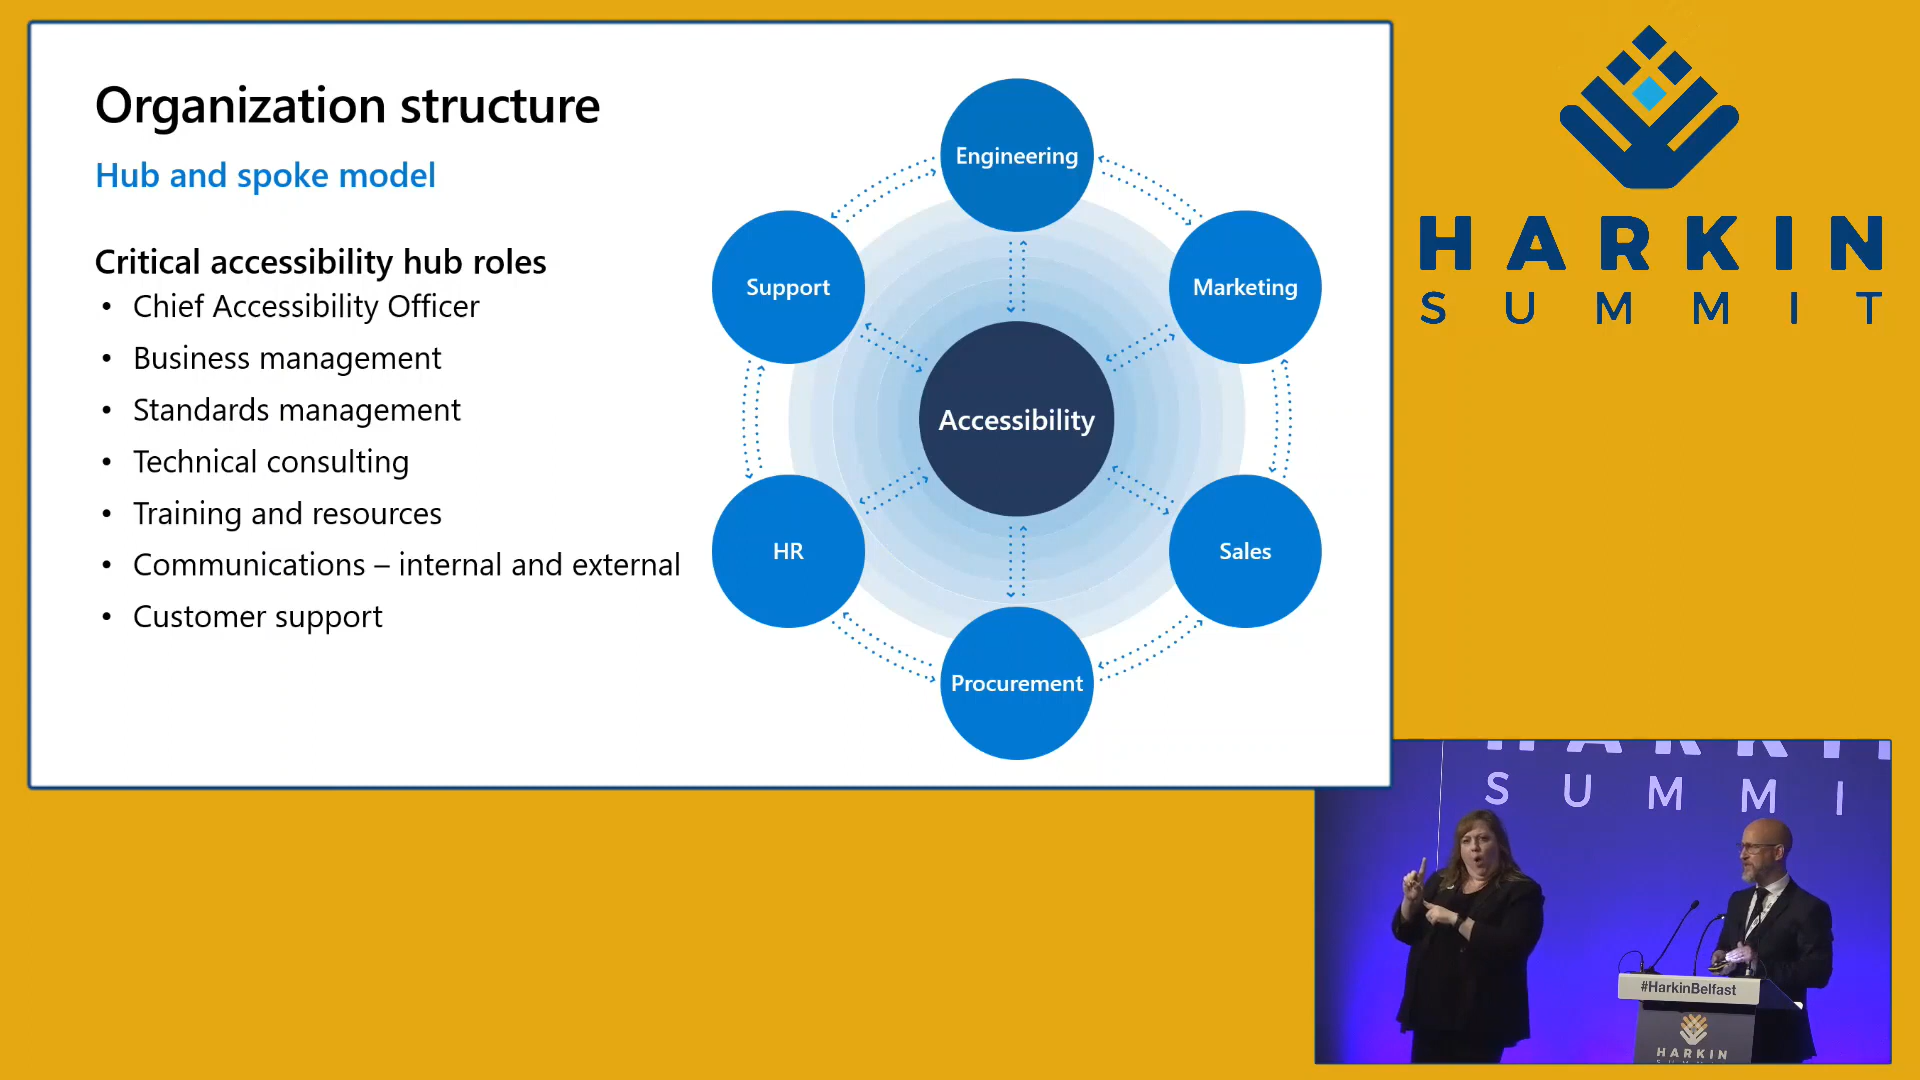 Organization structure
Hub and spoke model
Critical accessibility hub roles
• Chief Accessibility Officer
• Business management
• Standards management
• Technical consulting
• Training and resources
• Communications – internal and external
• Customer support
Engineering
Support
Marketing
Accessibility
HR
Sales
Procurement
HARKIN
SUMMIT
HARKI
SUMMI
#HarkinBelfast
HARKIN